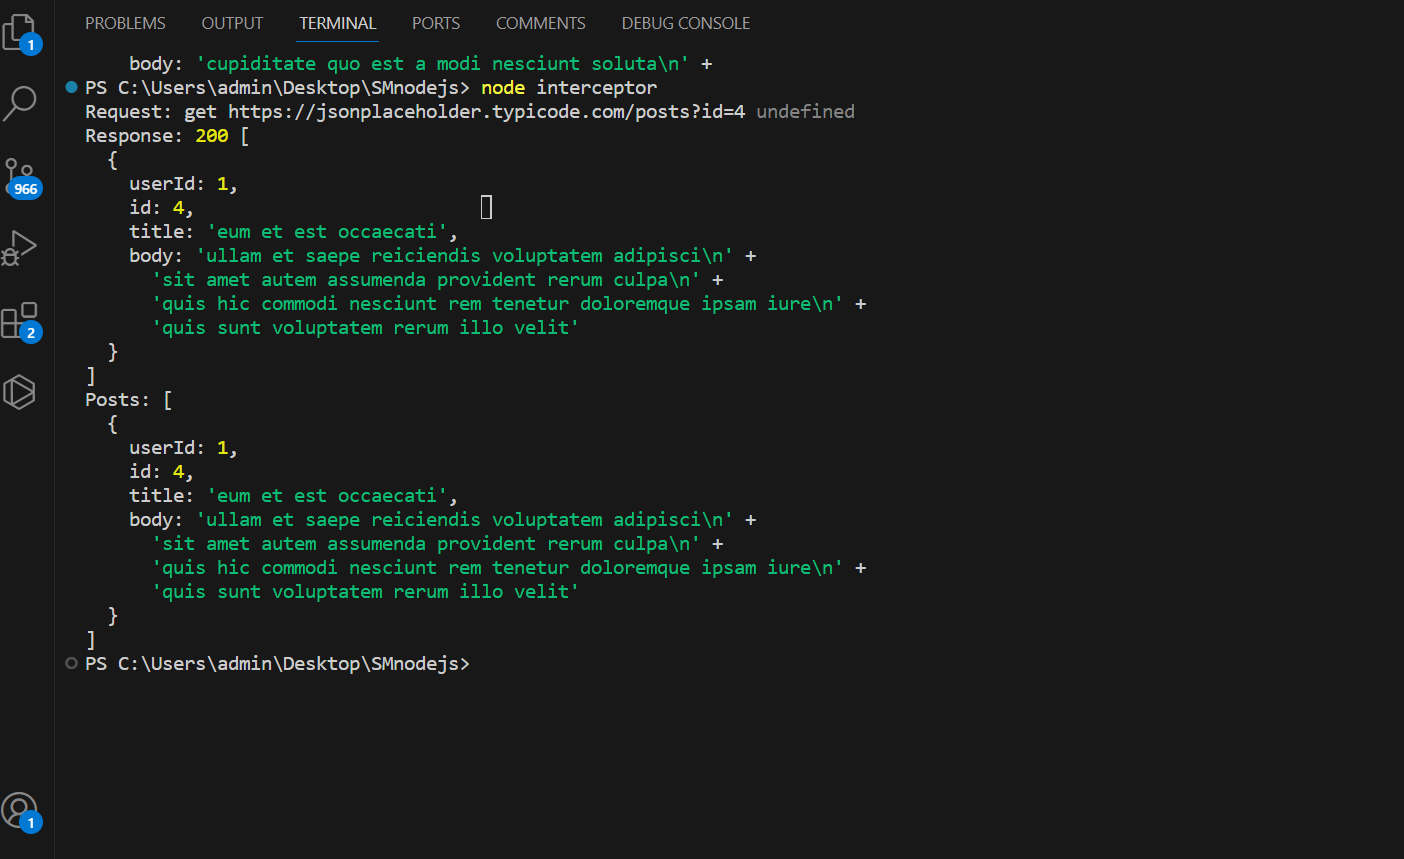 PROBLEMS OUTPUT TERMINAL PORTS COMMENTS DEBUG CONSOLE
1
966
2
1
body: 'cupiditate quo est a modi nesciunt soluta\n' +
PS C:\Users\admin\Desktop\SMnodejs> node interceptor
Request: get https://jsonplaceholder.typicode.com/posts?id=4 undefined
Response: 200 [
  {
    userId: 1,
    id: 4,
    title: 'eum et est occaecati',
    body: 'ullam et saepe reiciendis voluptatem adipisci\n' +
      'sit amet autem assumenda provident rerum culpa\n' +
      'quis hic commodi nesciunt rem tenetur doloremque ipsam iure\n' +
      'quis sunt voluptatem rerum illo velit'
  }
]
Posts: [
  {
    userId: 1,
    id: 4,
    title: 'eum et est occaecati',
    body: 'ullam et saepe reiciendis voluptatem adipisci\n' +
      'sit amet autem assumenda provident rerum culpa\n' +
      'quis hic commodi nesciunt rem tenetur doloremque ipsam iure\n' +
      'quis sunt voluptatem rerum illo velit'
  }
]
PS C:\Users\admin\Desktop\SMnodejs>